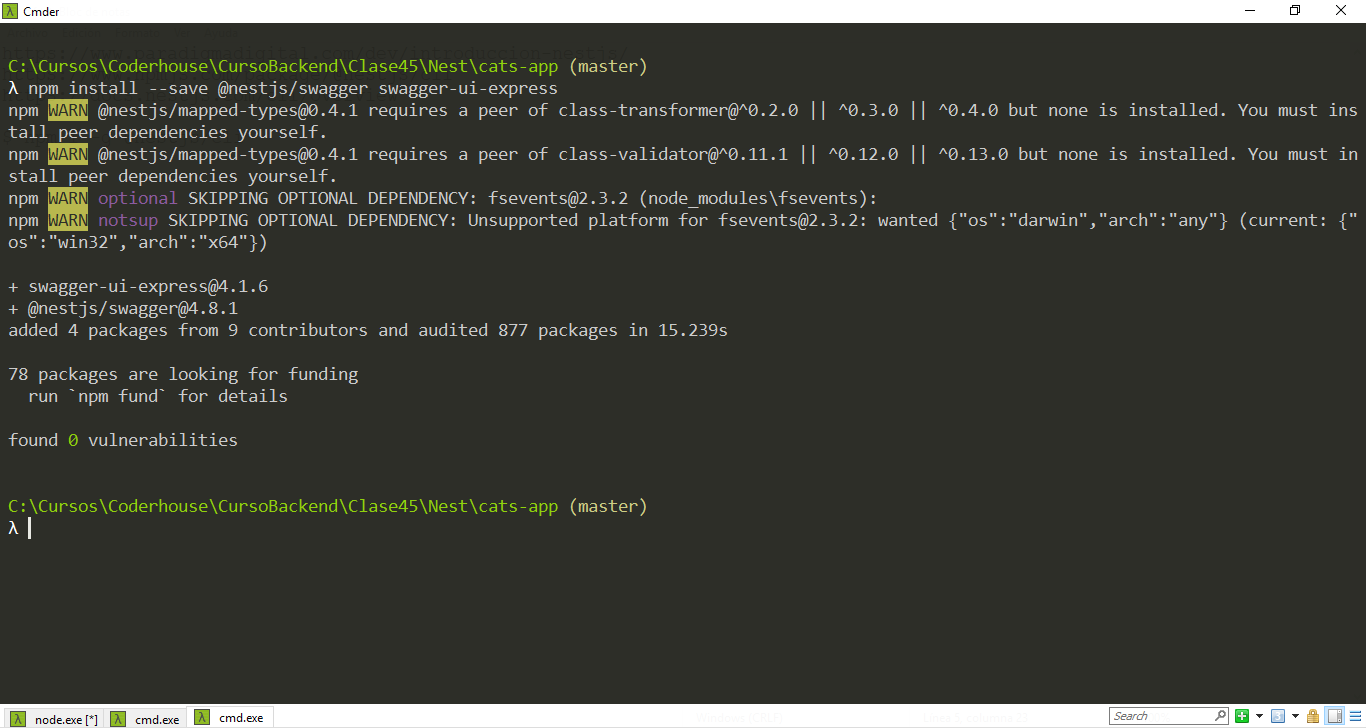 Cmder
C:\Cursos\Coderhouse\CursoBackend\Clase45\Nest\cats-app (master)
λ npm install --save @nestjs/swagger swagger-ui-express
npm WARN @nestjs/mapped-types@0.4.1 requires a peer of class-transformer@^0.2.0 || ^0.3.0 || ^0.4.0 but none is installed. You must ins
tall peer dependencies yourself.
npm WARN @nestjs/mapped-types@0.4.1 requires a peer of class-validator@^0.11.1 || ^0.12.0 || ^0.13.0 but none is installed. You must in
stall peer dependencies yourself.
npm WARN optional SKIPPING OPTIONAL DEPENDENCY: fsevents@2.3.2 (node_modules\fsevents):
npm WARN notsup SKIPPING OPTIONAL DEPENDENCY: Unsupported platform for fsevents@2.3.2: wanted {"os":"darwin","arch":"any"} (current: {"
os":"win32","arch":"x64"})
+ swagger-ui-express@4.1.6
+ @nestjs/swagger@4.8.1
added 4 packages from 9 contributors and audited 877 packages in 15.239s
78 packages are looking for funding
run `npm fund` for details
found 0 vulnerabilities
C:\Cursos\Coderhouse\CursoBackend\Clase45\Nest\cats-app (master)
λ
λ node.exe [*] λ cmd.exe λ cmd.exe Search